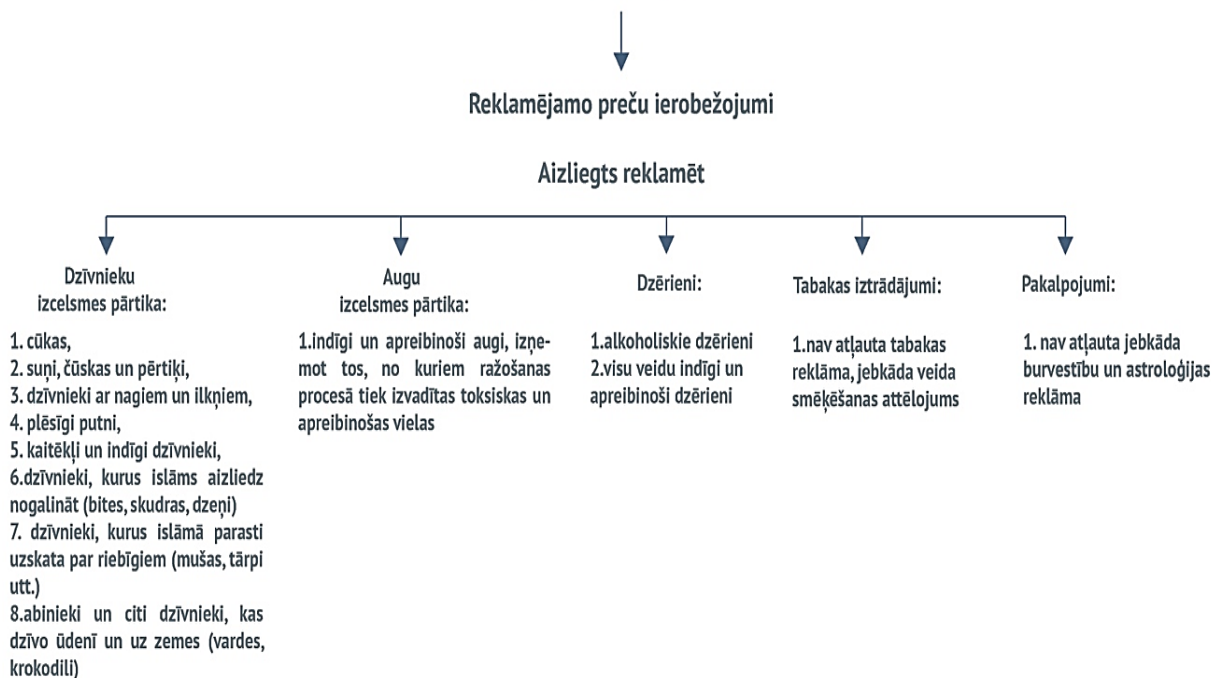 Reklamējamo preču ierobežojumi
Aizliegts reklamēt
Dzīvnieku
izcelsmes pārtika:
1. cūkas,
2. suņi, čūskas un pērtiķi,
3. dzīvnieki ar nagiem un ilkņiem,
4. plēsīgi putni,
5. kaitēkļi un indīgi dzīvnieki,
6.dzīvnieki, kurus islāms aizliedz
nogalināt (bites, skudras, dzeņi)
7. dzīvnieki, kurus islāmā parasti
uzskata par riebīgiem (mušas, tārpi
utt.)
8.abinieki un citi dzīvnieki, kas
dzīvo ūdenī un uz zemes (vardes,
krokodili)
Augu
izcelsmes pārtika:
1.indīgi un apreibinoši augi, izņe-
mot tos, no kuriem ražošanas
procesā tiek izvadītas toksiskas un
apreibinošas vielas
Dzērieni:
1.alkoholiskie dzērieni
2.visu veidu indīgi un
apreibinoši dzērieni
Tabakas iztrādājumi:
1.nav atļauta tabakas
reklāma, jebkāda veida
smēķēšanas attēlojums
Pakalpojumi:
1. nav atļauta jebkāda
burvestību un astroloģijas
reklāma